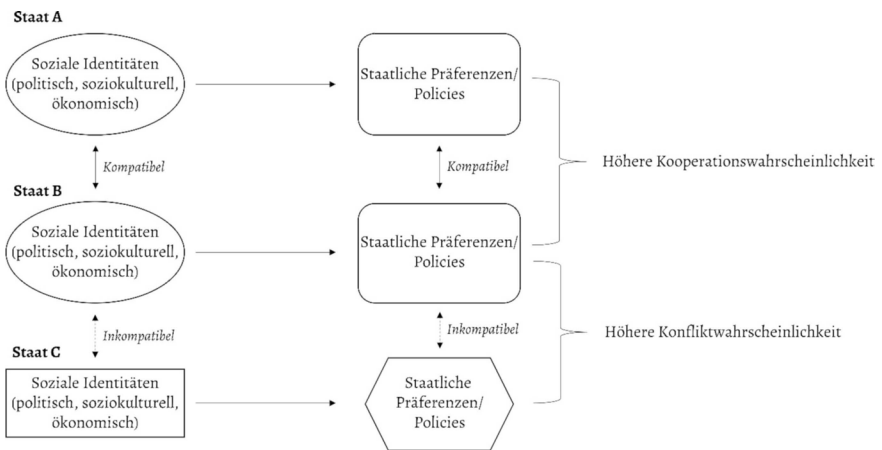 Staat A
Soziale Identitäten
(politisch, soziokulturell,
ökonomisch)
Staatliche Präferenzen/
Policies
Kompatibel
Kompatibel
Höhere Kooperationswahrscheinlichkeit
Staat B
Soziale Identitäten
(politisch, soziokulturell,
ökonomisch)
Staatliche Präferenzen/
Policies
Inkompatibel
Inkompatibel
Höhere Konfliktwahrscheinlichkeit
Staat C
Soziale Identitäten
(politisch, soziokulturell,
ökonomisch)
Staatliche
Präferenzen/
Policies